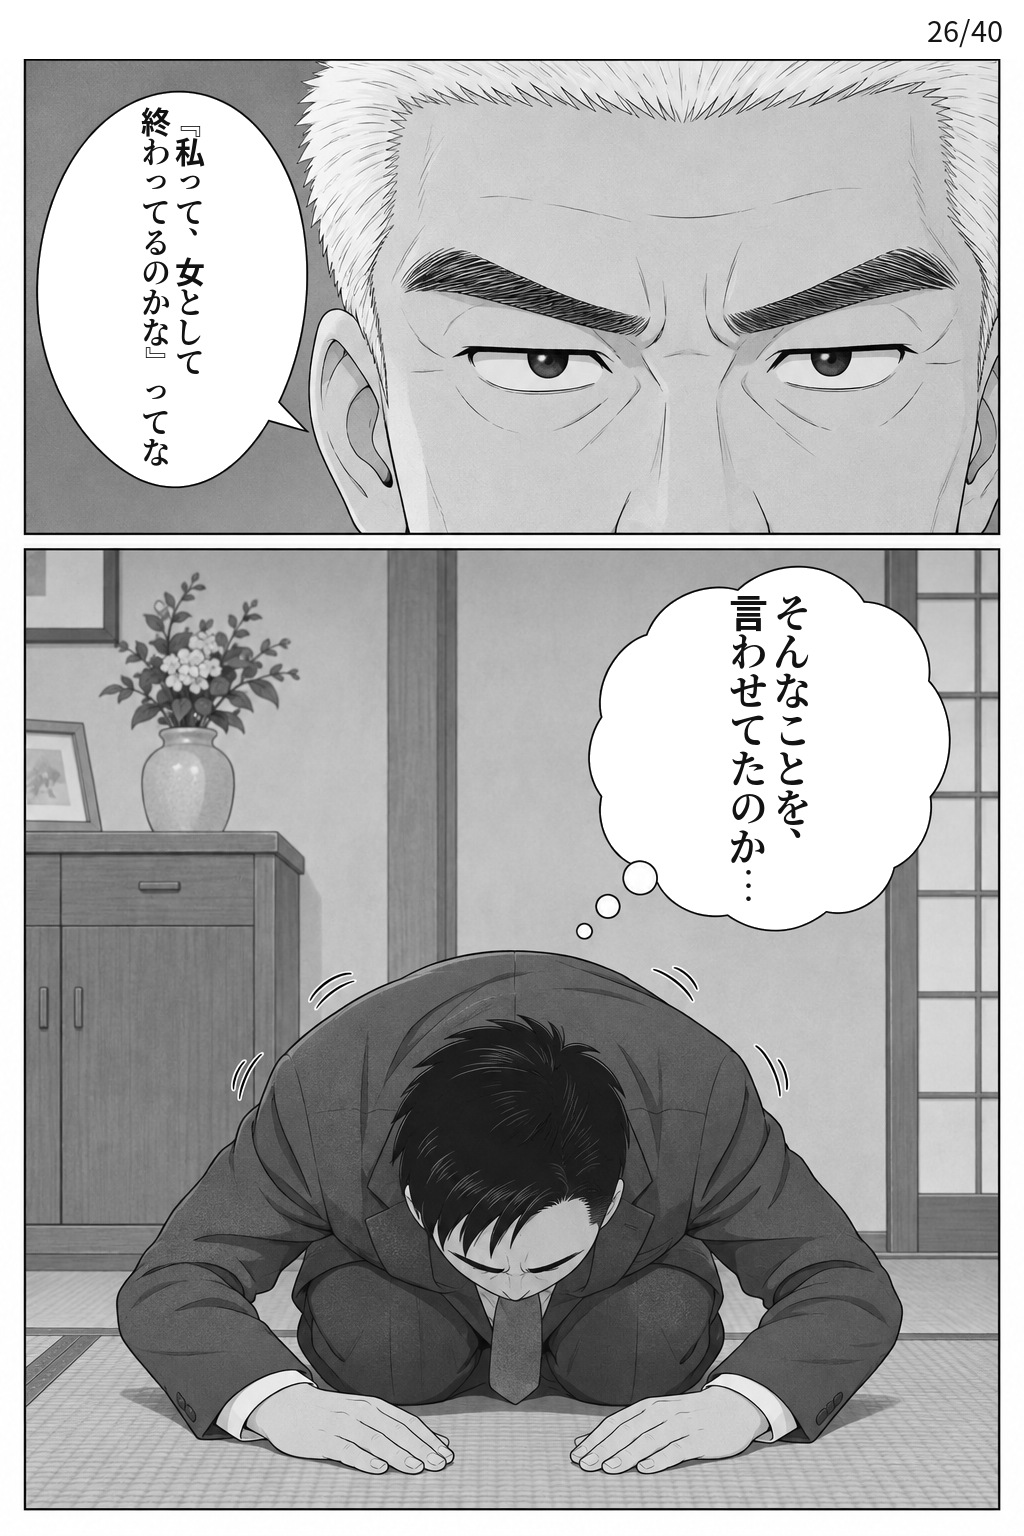 26/40
『私って、女として
終わってるのかな』ってな
そんなことを、
言わせてたのか…